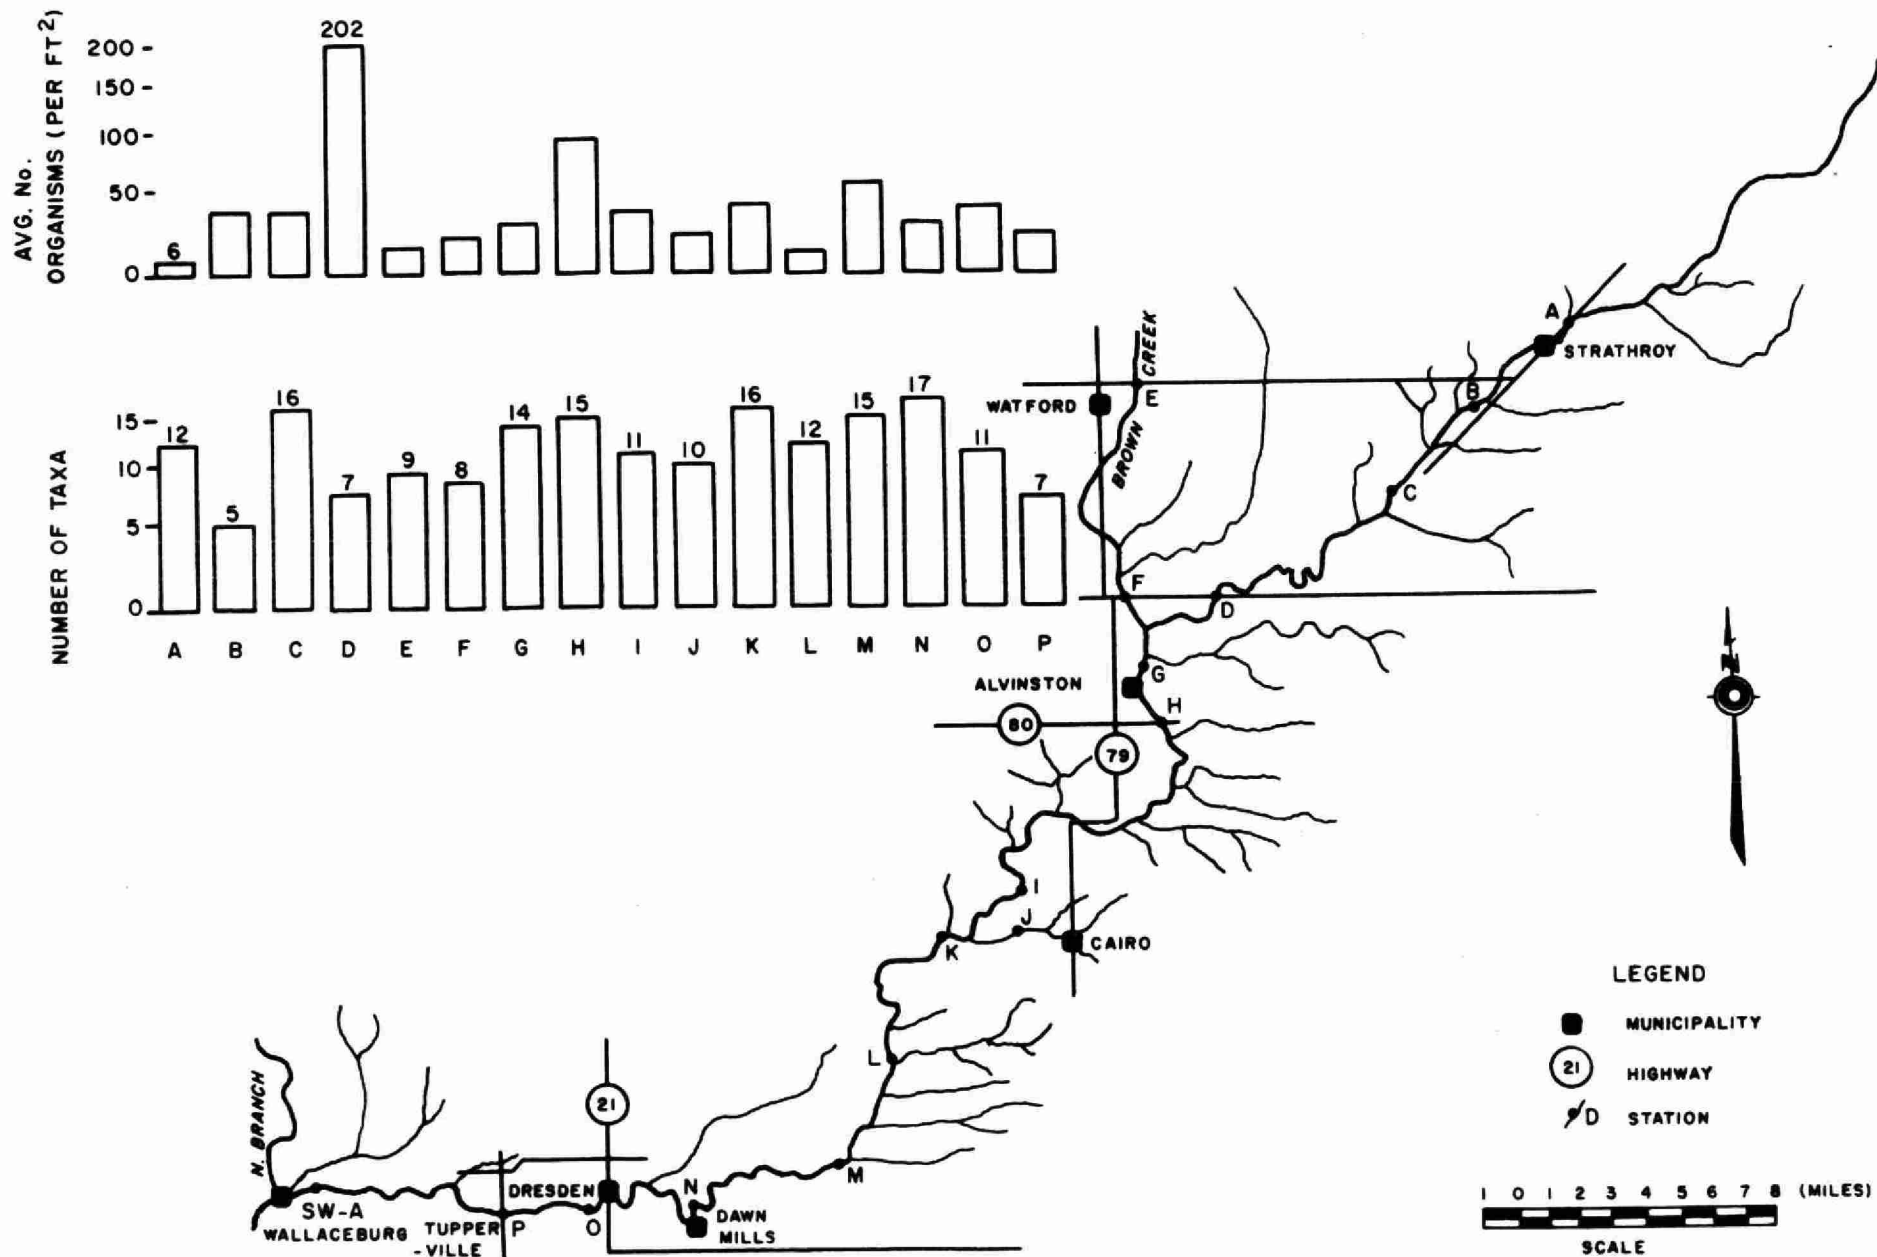 AVG. No.
ORGANISMS (PER FT²)
200
150
100
50
0
6
202
NUMBER OF TAXA
15
10
5
0
12
5
16
7
9
8
14
15
11
10
16
12
15
17
11
7
A B C D E F G H I J K L M N O P
A
STRATHROY
B
C
CREEK
BROWN
E
WATFORD
F
D
G
ALVINSTON
H
80
79
I
J
K
CAIRO
L
M
N
N. BRANCH
21
DRESDEN
N
SW-A
WALLACEBURG
TUPPER
-VILLE
P
O
DAWN
MILLS
LEGEND
MUNICIPALITY
21 HIGHWAY
D STATION
1 0 1 2 3 4 5 6 7 8 (MILES)
SCALE